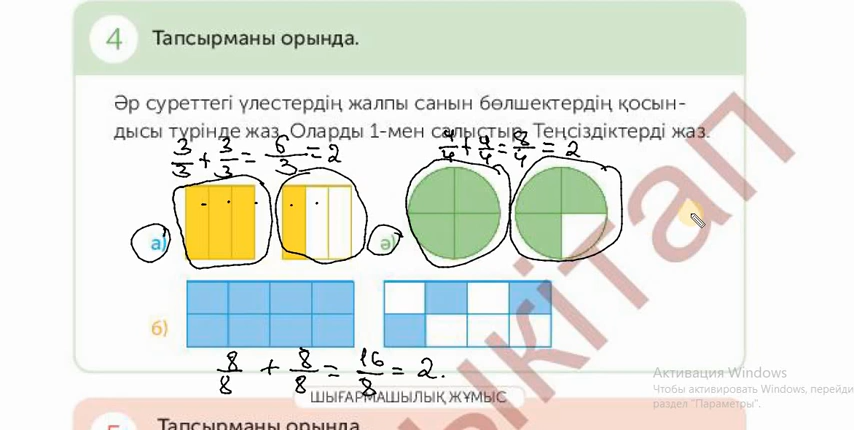 4 Тапсырманы орында.
Әр суреттегі үлестердің жалпы санын бөлшектердің қосын-
дысы түрінде жаз. Оларды 1-мен салыстыр. Теңсіздіктерді жаз.
3/3 + 3/3 = 6/3 = 2
4/4 + 4/4 = 8/4 = 2
а)
ә)
б)
8/8 + 8/8 = 16/8 = 2.
ШЫҒАРМАШЫЛЫҚ ЖҰМЫС
5 Тапсырманы орында.
ықкітап
Активация Windows
Чтобы активировать Windows, перейди
раздел "Параметры".